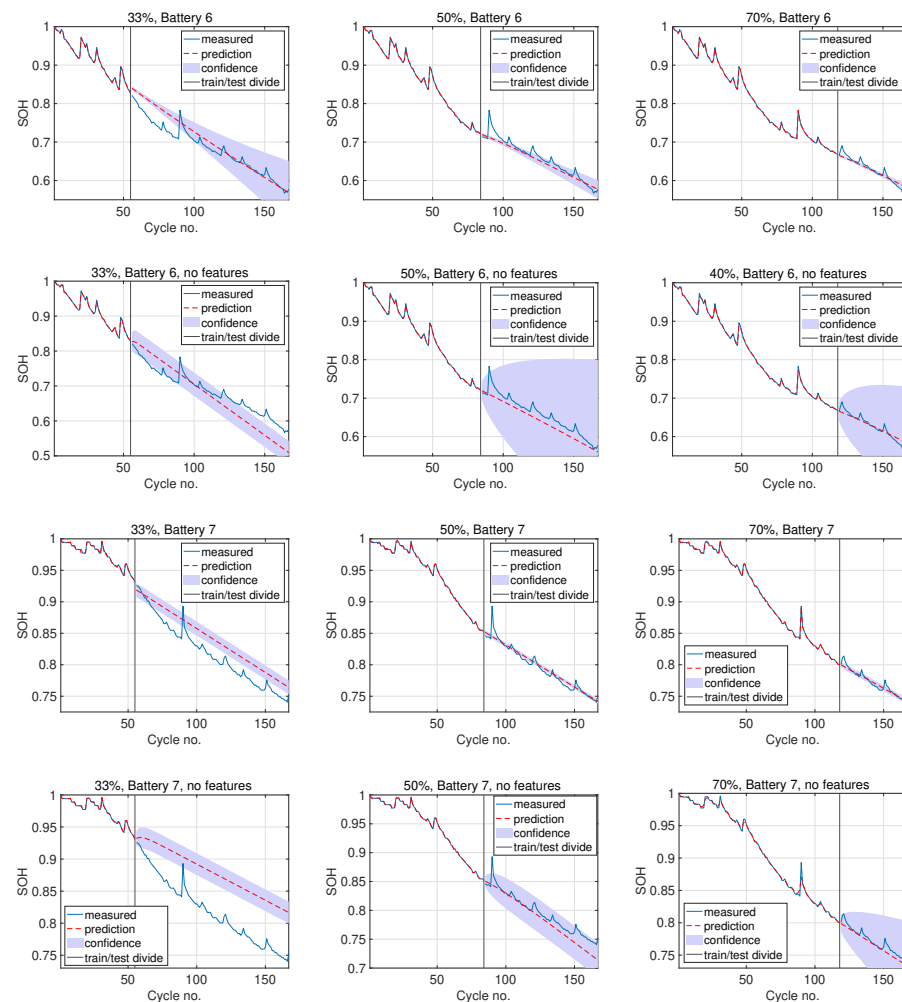 33%, Battery 6
1
0.9
0.8
0.7
0.6
SOH
50
100
150
Cycle no.
measured
prediction
confidence
train/test divide
50%, Battery 6
1
0.9
0.8
0.7
0.6
SOH
50
100
150
Cycle no.
measured
prediction
confidence
train/test divide
70%, Battery 6
1
0.9
0.8
0.7
0.6
SOH
50
100
150
Cycle no.
measured
prediction
confidence
train/test divide
33%, Battery 6, no features
1
0.9
0.8
0.7
0.6
0.5
SOH
50
100
150
Cycle no.
measured
prediction
confidence
train/test divide
50%, Battery 6, no features
1
0.9
0.8
0.7
0.6
SOH
50
100
150
Cycle no.
measured
prediction
confidence
train/test divide
40%, Battery 6, no features
1
0.9
0.8
0.7
0.6
SOH
50
100
150
Cycle no.
measured
prediction
confidence
train/test divide
33%, Battery 7
1
0.95
0.9
0.85
0.8
0.75
SOH
50
100
150
Cycle no.
measured
prediction
confidence
train/test divide
50%, Battery 7
1
0.95
0.9
0.85
0.8
0.75
SOH
50
100
150
Cycle no.
measured
prediction
confidence
train/test divide
70%, Battery 7
1
0.95
0.9
0.85
0.8
0.75
SOH
50
100
150
Cycle no.
measured
prediction
confidence
train/test divide
33%, Battery 7, no features
1
0.95
0.9
0.85
0.8
0.75
SOH
50
100
150
Cycle no.
measured
prediction
confidence
train/test divide
50%, Battery 7, no features
1
0.95
0.9
0.85
0.8
0.75
0.7
SOH
50
100
150
Cycle no.
measured
prediction
confidence
train/test divide
70%, Battery 7, no features
1
0.95
0.9
0.85
0.8
0.75
SOH
50
100
150
Cycle no.
measured
prediction
confidence
train/test divide